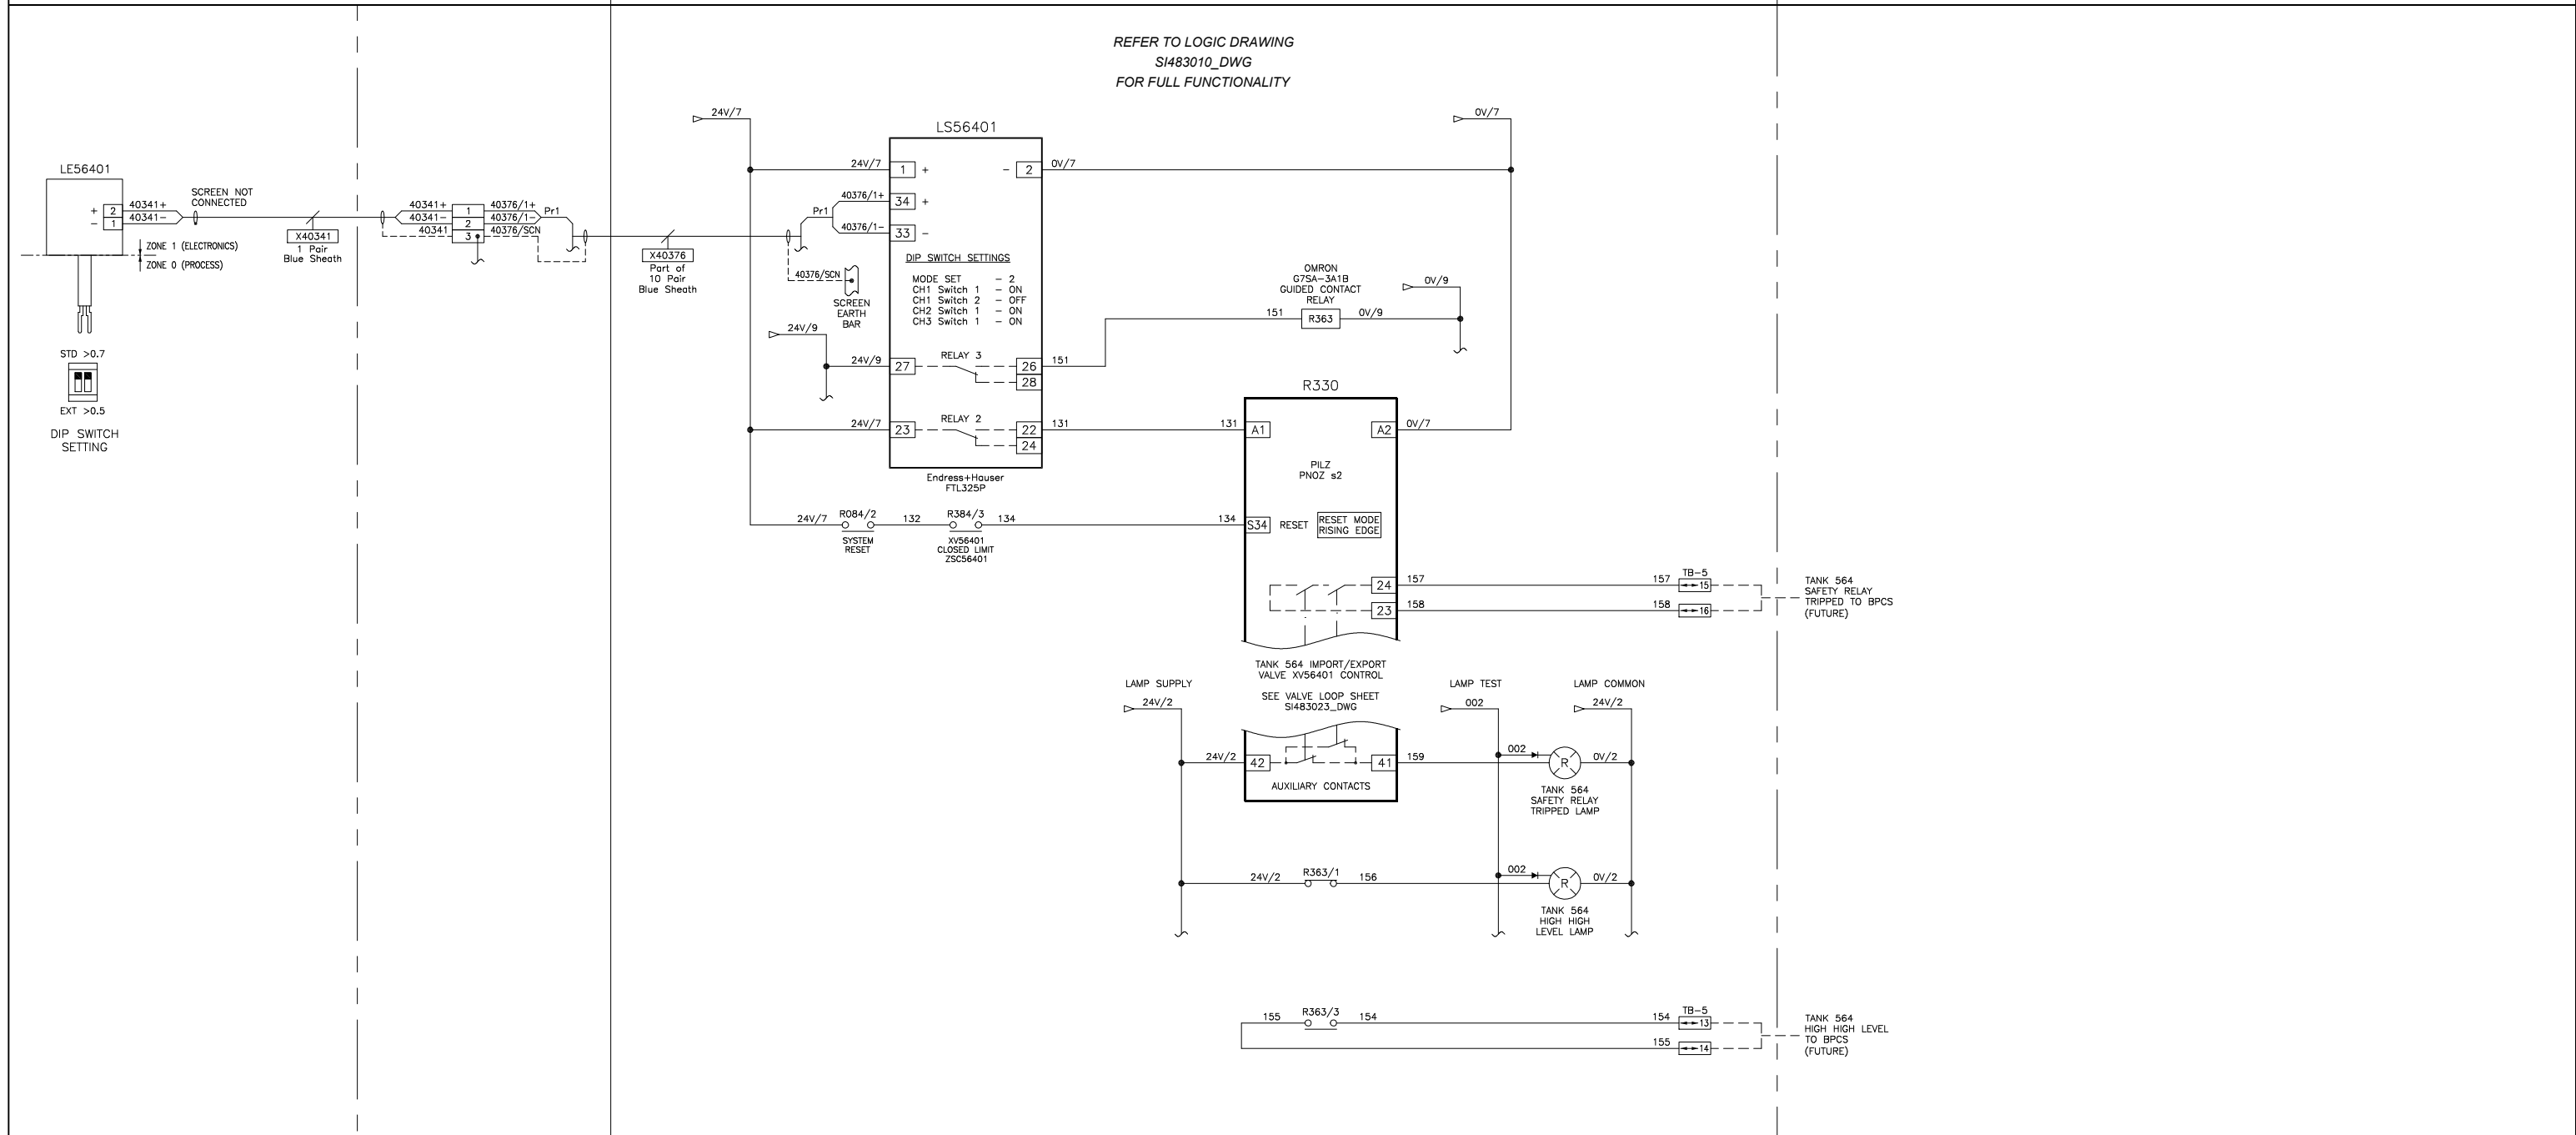 REFER TO LOGIC DRAWING
SI483010_DWG
FOR FULL FUNCTIONALITY
24V/7
0V/7
LS56401
LE56401
24V/7
1
+
-
2
0V/7
SCREEN NOT
CONNECTED
+
2
40341+
-
1
40341-
X40341
1 Pair
Blue Sheath
ZONE 1 (ELECTRONICS)
ZONE 0 (PROCESS)
40341+
1
40376/1+
Pr1
40341-
2
40376/1-
40341
3
40376/SCN
X40376
Part of
10 Pair
Blue Sheath
Pr1
40376/1+
34
+
40376/1-
33
-
40376/SCN
SCREEN
EARTH
BAR
DIP SWITCH SETTINGS
MODE SET - 2
CH1 Switch 1 - ON
CH1 Switch 2 - OFF
CH2 Switch 1 - ON
CH3 Switch 1 - ON
OMRON
G7SA-3A1B
GUIDED CONTACT
RELAY
0V/9
151
R363
0V/9
24V/9
24V/9
27
RELAY 3
26
151
28
STD >0.7
EXT >0.5
DIP SWITCH
SETTING
24V/7
23
RELAY 2
22
131
24
Endress+Hauser
FTL325P
R330
131
A1
A2
0V/7
PILZ
PNOZ s2
24V/7
R084/2
132
R384/3
134
134
S34
RESET
RESET MODE
RISING EDGE
SYSTEM
RESET
XV56401
CLOSED LIMIT
ZSC56401
24
157
157
TB-5
15
23
158
158
16
TANK 564
SAFETY RELAY
TRIPPED TO BPCS
(FUTURE)
TANK 564 IMPORT/EXPORT
VALVE XV56401 CONTROL
SEE VALVE LOOP SHEET
SI483023_DWG
LAMP SUPPLY
24V/2
LAMP TEST
002
LAMP COMMON
24V/2
24V/2
42
41
159
002
R
0V/2
AUXILIARY CONTACTS
TANK 564
SAFETY RELAY
TRIPPED LAMP
24V/2
R363/1
156
002
R
0V/2
TANK 564
HIGH HIGH
LEVEL LAMP
155
R363/3
154
154
TB-5
13
155
14
TANK 564
HIGH HIGH LEVEL
TO BPCS
(FUTURE)